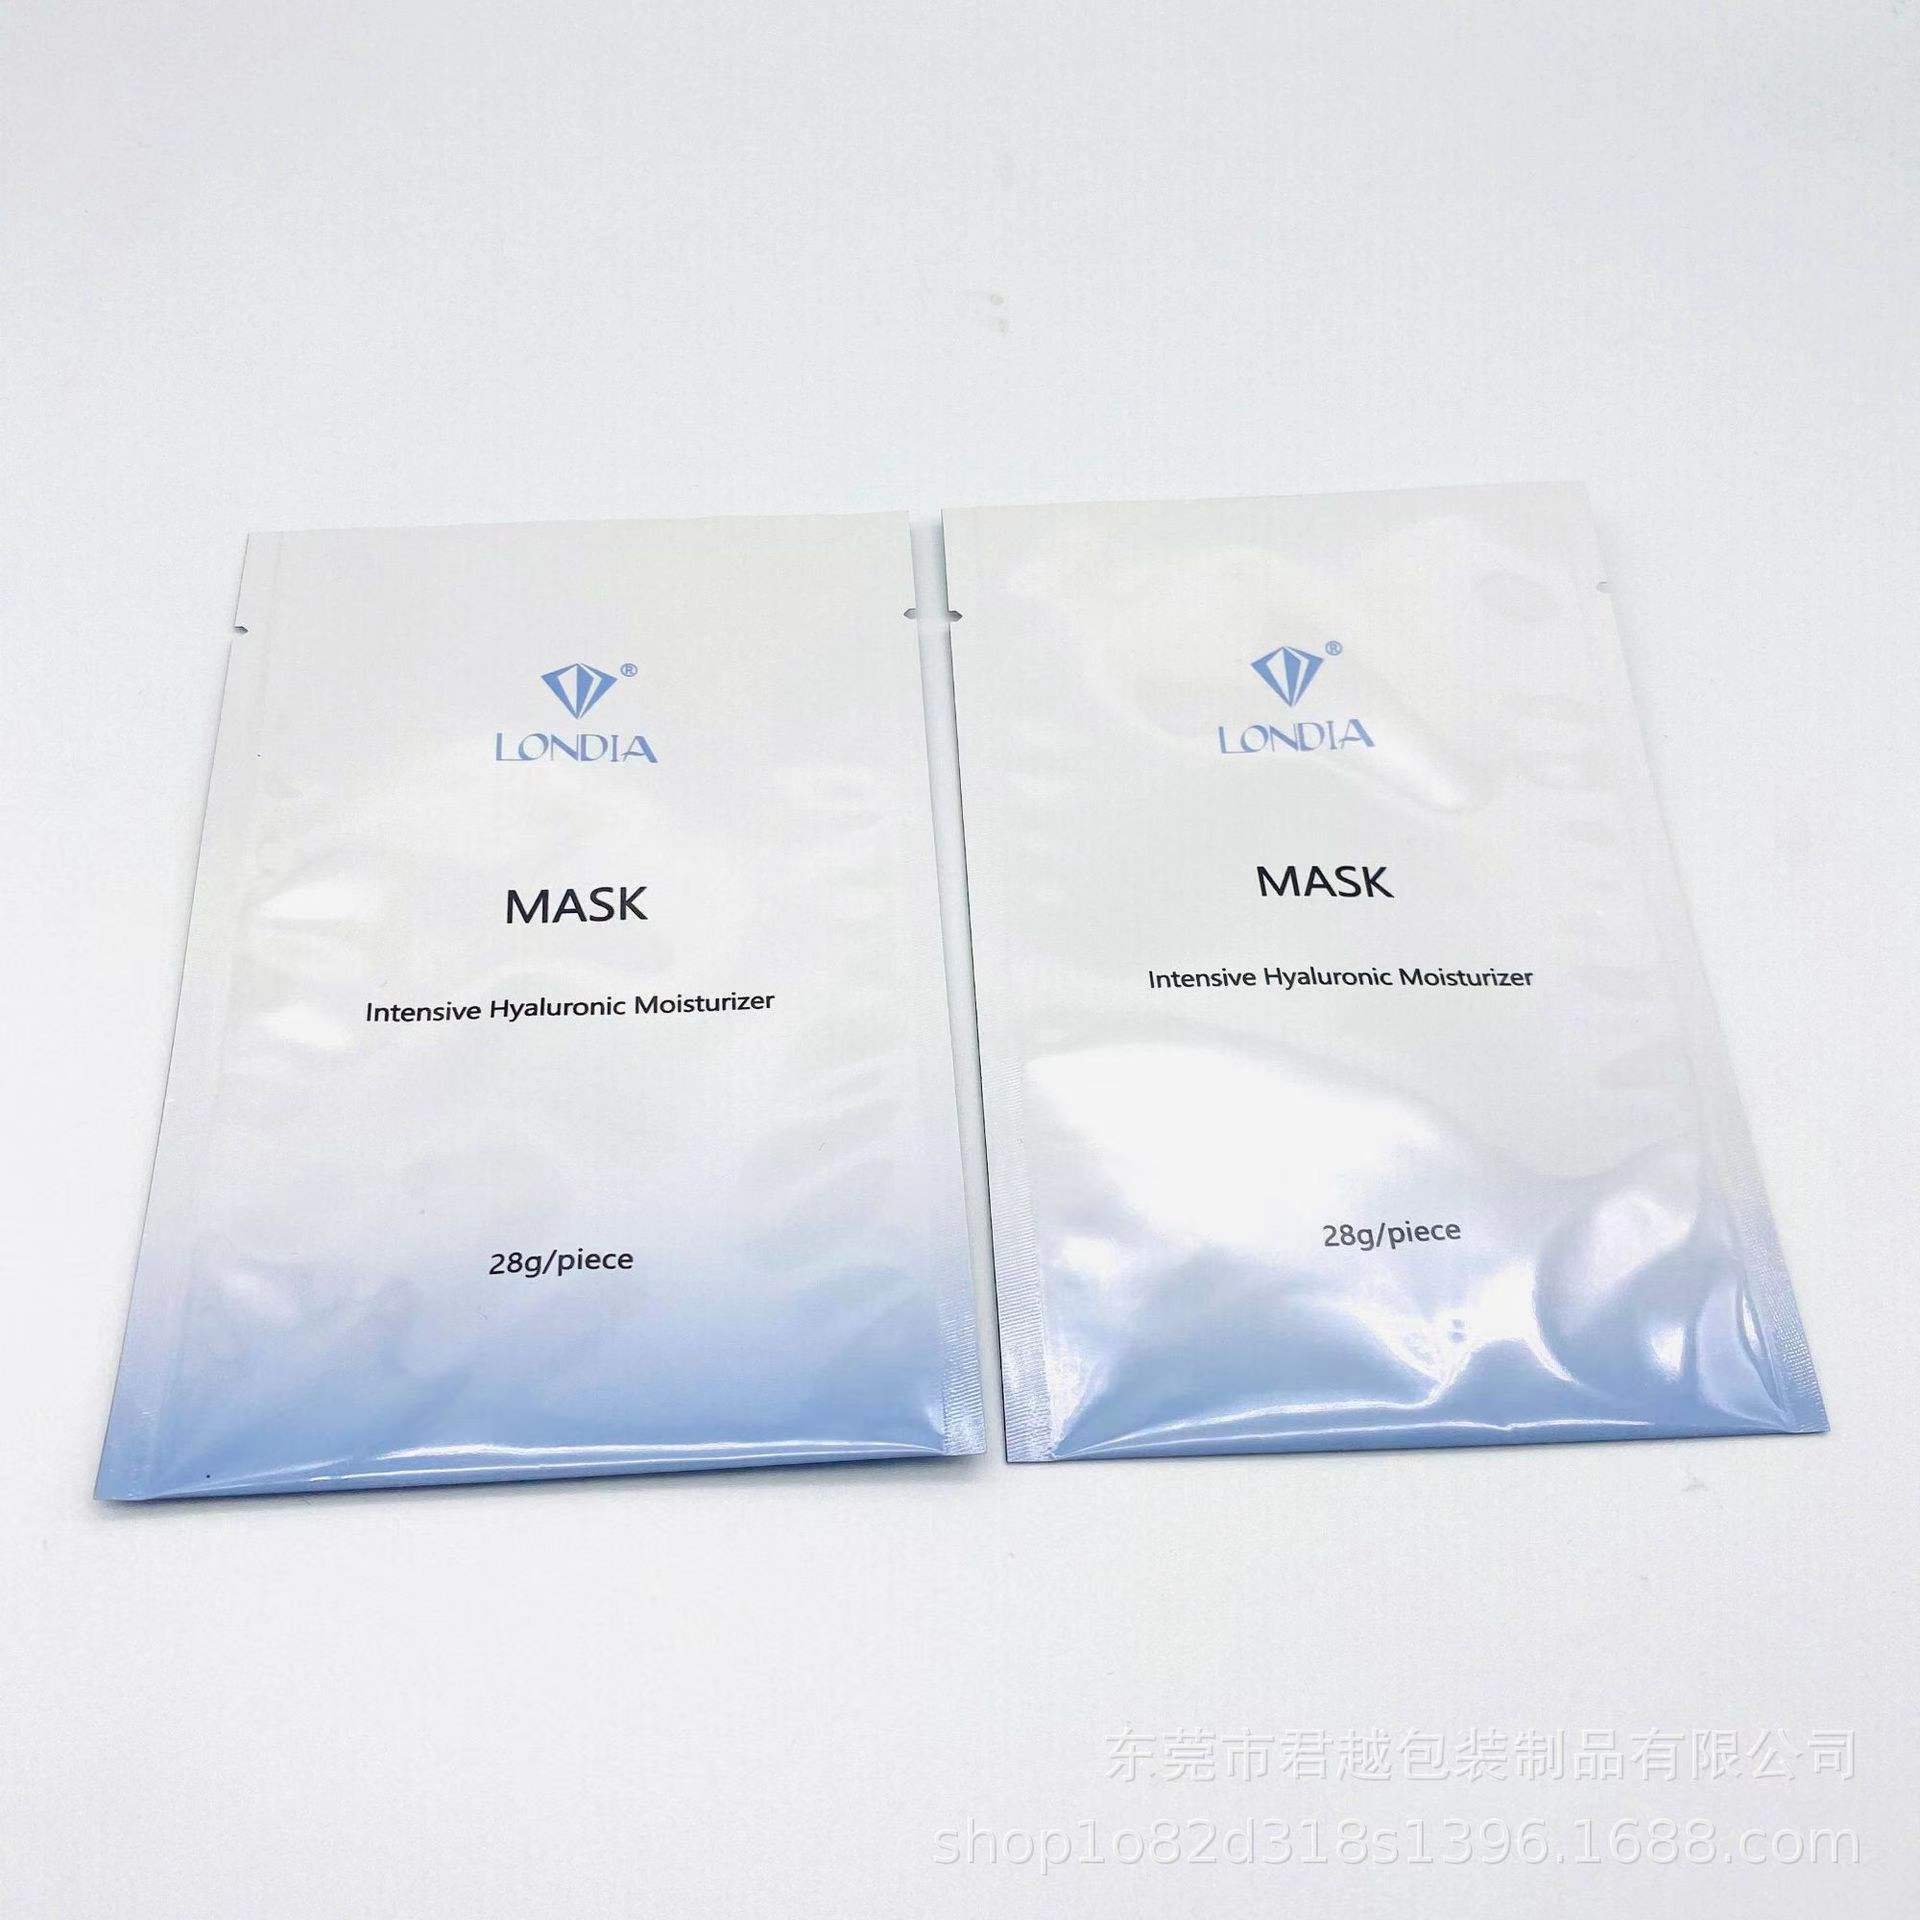 ®
LONDIA
MASK
Intensive Hyaluronic Moisturizer
28g/piece
®
LONDIA
MASK
Intensive Hyaluronic Moisturizer
28g/piece
东莞市君越包装制品有限公司
shop1o82d318s1396.1688.com